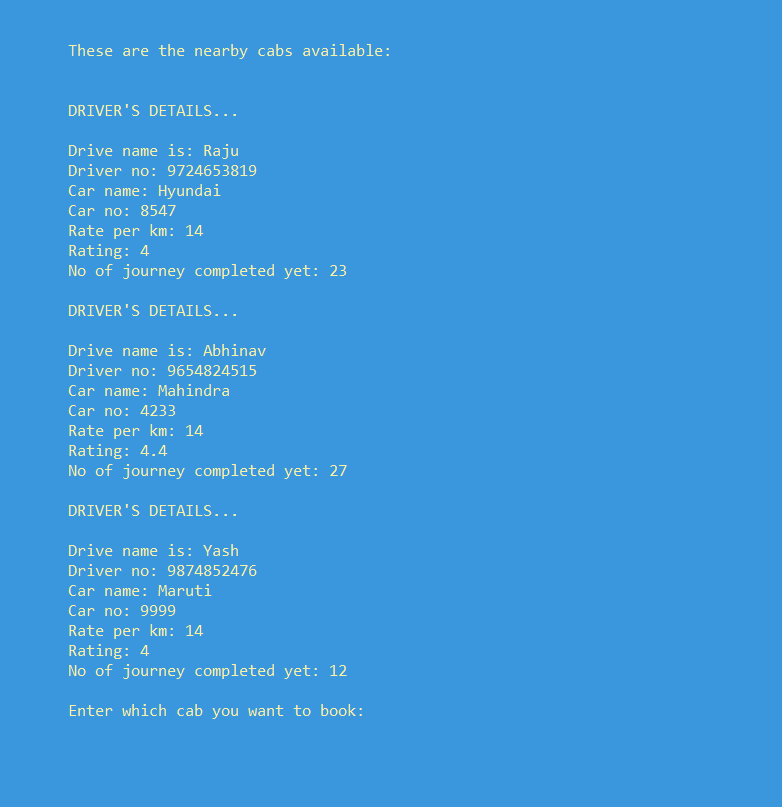 These are the nearby cabs available:
DRIVER'S DETAILS...
Drive name is: Raju
Driver no: 9724653819
Car name: Hyundai
Car no: 8547
Rate per km: 14
Rating: 4
No of journey completed yet: 23
DRIVER'S DETAILS...
Drive name is: Abhinav
Driver no: 9654824515
Car name: Mahindra
Car no: 4233
Rate per km: 14
Rating: 4.4
No of journey completed yet: 27
DRIVER'S DETAILS...
Drive name is: Yash
Driver no: 9874852476
Car name: Maruti
Car no: 9999
Rate per km: 14
Rating: 4
No of journey completed yet: 12
Enter which cab you want to book: